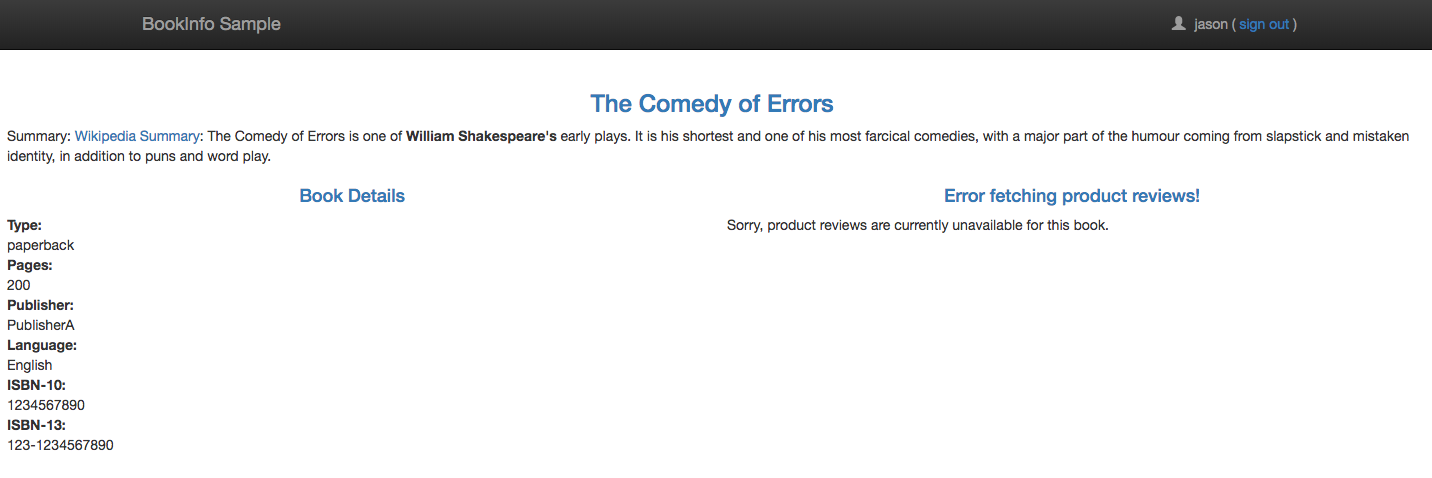 BookInfo Sample
jason ( sign out )
The Comedy of Errors
Summary: Wikipedia Summary: The Comedy of Errors is one of William Shakespeare's early plays. It is his shortest and one of his most farcical comedies, with a major part of the humour coming from slapstick and mistaken
identity, in addition to puns and word play.
Book Details
Type:
paperback
Pages:
200
Publisher:
PublisherA
Language:
English
ISBN-10:
1234567890
ISBN-13:
123-1234567890
Error fetching product reviews!
Sorry, product reviews are currently unavailable for this book.